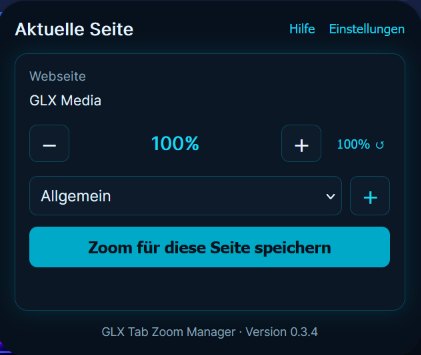 Aktuelle Seite
Hilfe Einstellungen
Webseite
GLX Media
− 100% + 100% ↺
Allgemein +
Zoom für diese Seite speichern
GLX Tab Zoom Manager · Version 0.3.4